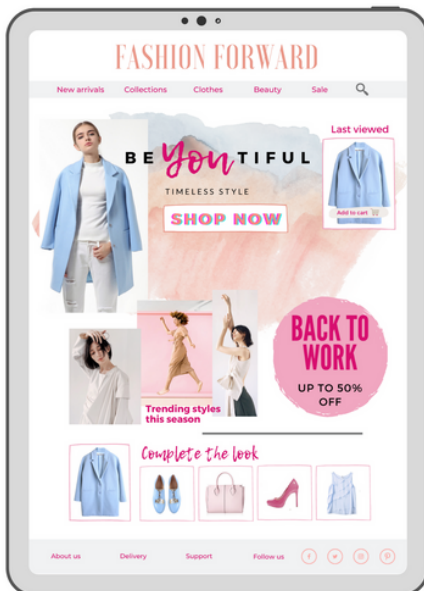 FASHION FORWARD
New arrivals Collections Clothes Beauty Sale
Last viewed
BE you TIFUL
TIMELESS STYLE
SHOP NOW
Add to cart
BACK TO
WORK
UP TO 50%
OFF
Trending styles
this season
Complete the look
About us Delivery Support Follow us